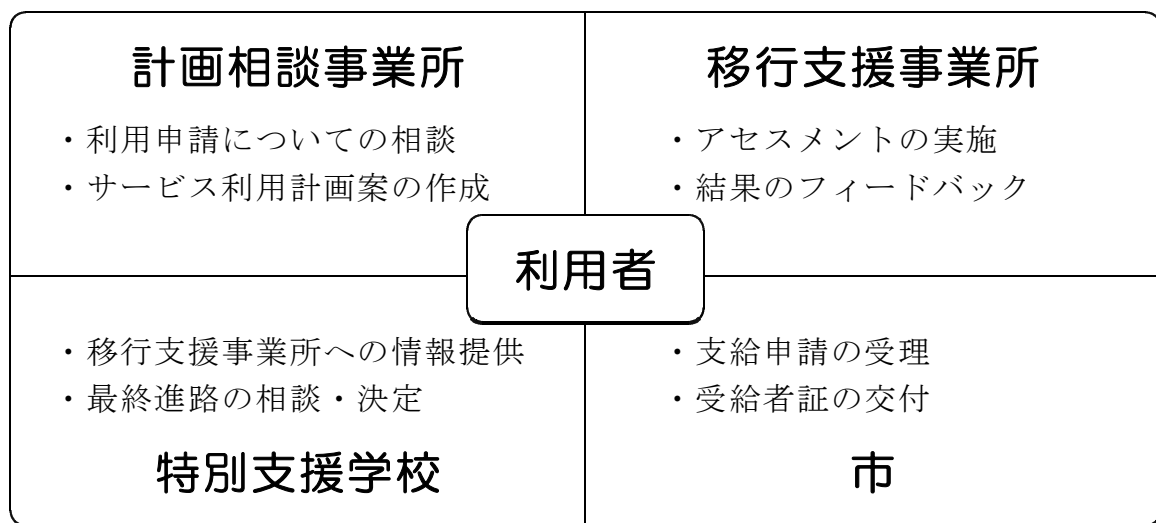 計画相談事業所
・利用申請についての相談
・サービス利用計画案の作成
移行支援事業所
・アセスメントの実施
・結果のフィードバック
利用者
・移行支援事業所への情報提供
・最終進路の相談・決定
特別支援学校
・支給申請の受理
・受給者証の交付
市